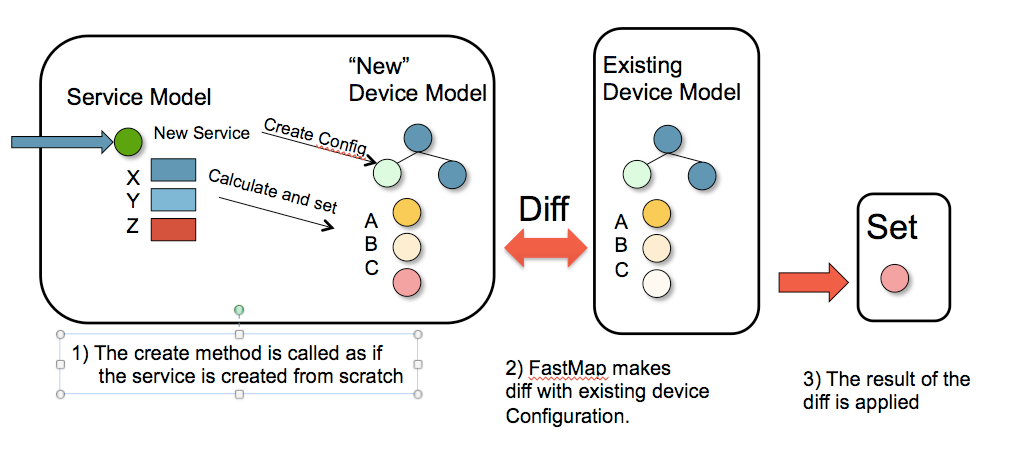 Service Model
New Service
X
Y
Z
Create Config
Calculate and set
“New”
Device Model
A
B
C
Diff
Existing
Device Model
A
B
C
Set
1) The create method is called as if
the service is created from scratch
2) FastMap makes
diff with existing device
Configuration.
3) The result of the
diff is applied